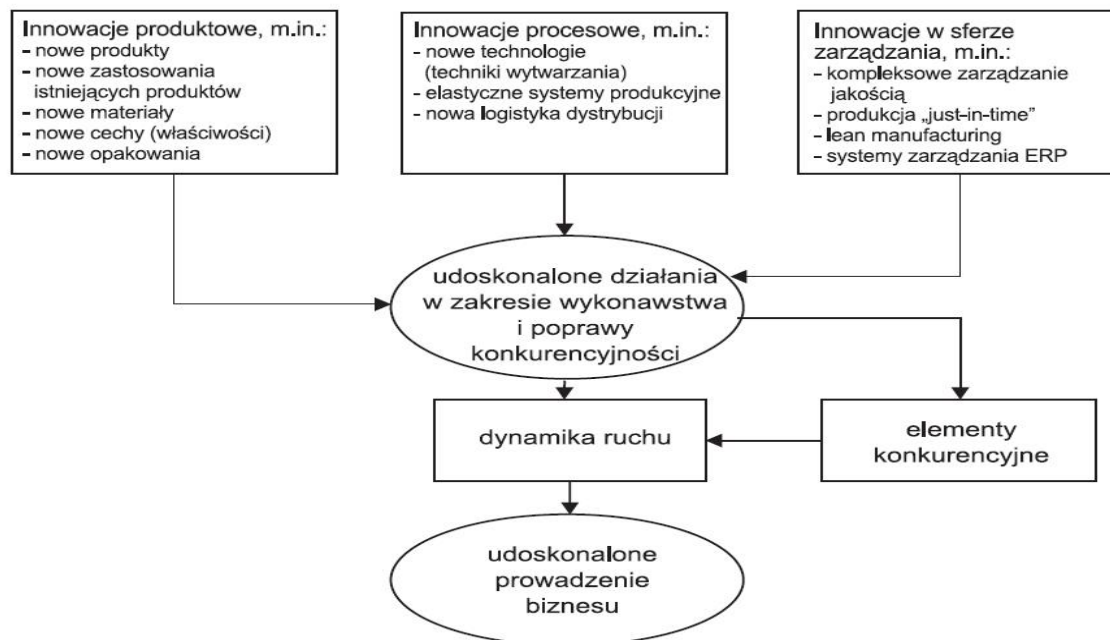 Innowacje produktowe, m.in.:
– nowe produkty
– nowe zastosowania
istniejących produktów
– nowe materiały
– nowe cechy (właściwości)
– nowe opakowania
Innowacje procesowe, m.in.:
– nowe technologie
(techniki wytwarzania)
– elastyczne systemy produkcyjne
– nowa logistyka dystrybucji
Innowacje w sferze
zarządzania, m.in.:
– kompleksowe zarządzanie
jakością
– produkcja „just-in-time”
– lean manufacturing
– systemy zarządzania ERP
udoskonalone działania
w zakresie wykonawstwa
i poprawy
konkurencyjności
dynamika ruchu
elementy
konkurencyjne
udoskonalone
prowadzenie
biznesu